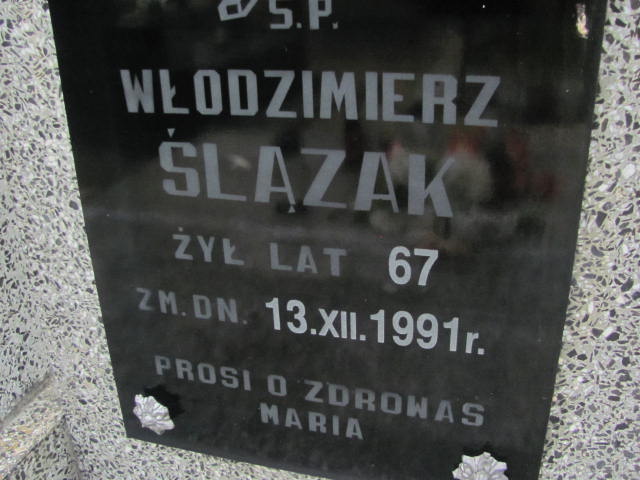 Ś.P.
WŁODZIMIERZ
ŚLĄZAK
ŻYŁ LAT 67
ZM. DN. 13.XII.1991r.
PROSI O ZDROWAŚ
MARIA